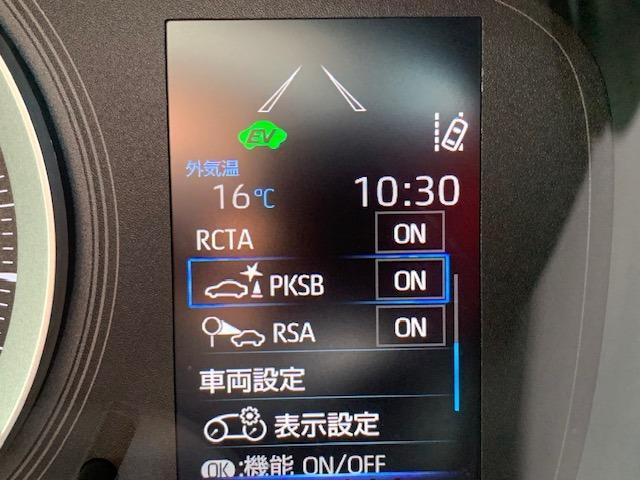 EV
外気温
16℃ 10:30
RCTA ON
PKSB ON
RSA ON
車両設定
表示設定
OK:機能 ON/OFF